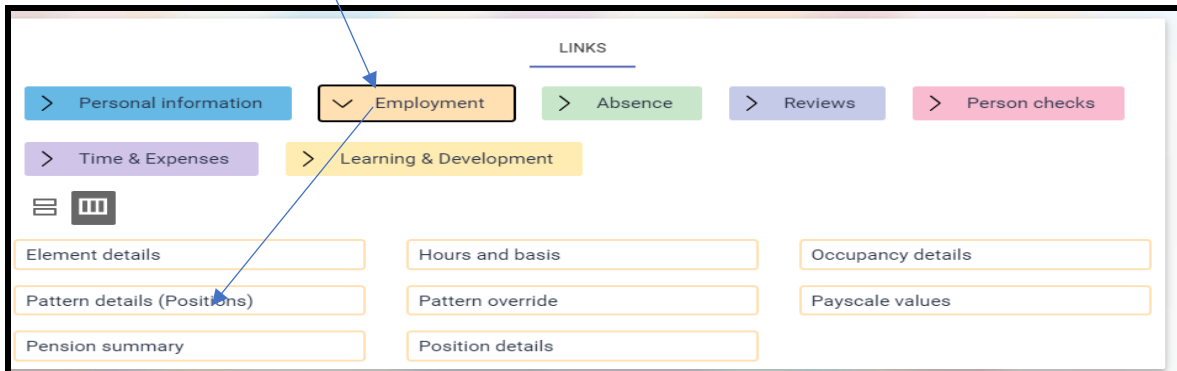 LINKS
Personal information Employment Absence Reviews Person checks
Time & Expenses Learning & Development
Element details Hours and basis Occupancy details
Pattern details (Positions) Pattern override Payscale values
Pension summary Position details